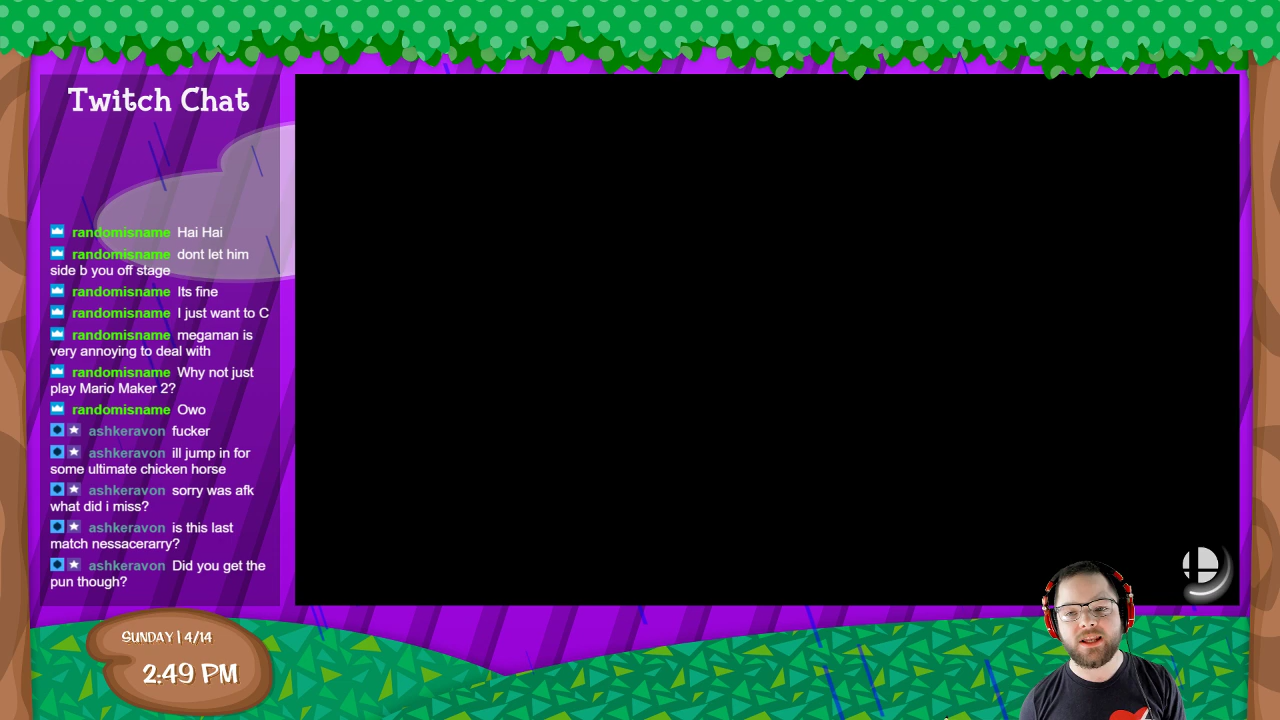 Twitch Chat
randomisname Hai Hai
randomisname dont let him
side b you off stage
randomisname Its fine
randomisname I just want to C
randomisname megaman is
very annoying to deal with
randomisname Why not just
play Mario Maker 2?
randomisname Owo
ashkeravon fucker
ashkeravon ill jump in for
some ultimate chicken horse
ashkeravon sorry was afk
what did i miss?
ashkeravon is this last
match nessacerarry?
ashkeravon Did you get the
pun though?
SUNDAY | 4/14
2:49 PM